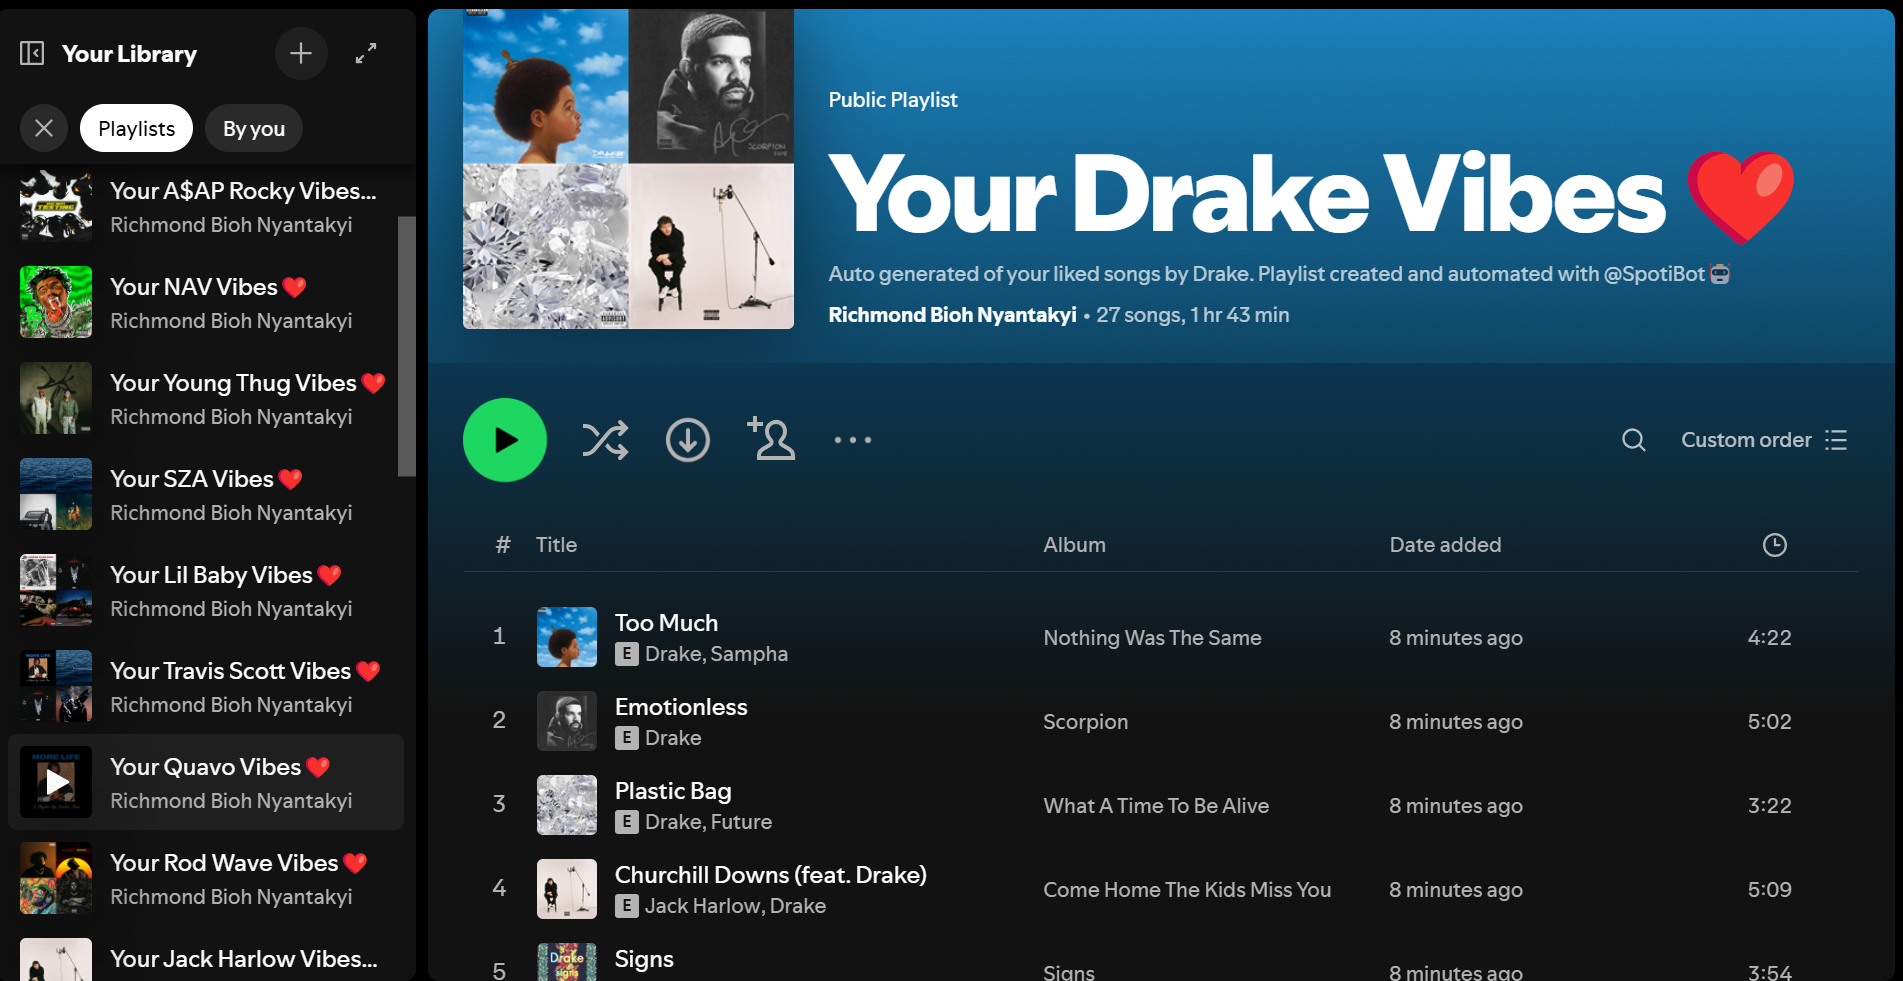 Your Library
Playlists
By you
Your A$AP Rocky Vibes...
Richmond Bioh Nyantakyi
Your NAV Vibes ❤️
Richmond Bioh Nyantakyi
Your Young Thug Vibes ❤️
Richmond Bioh Nyantakyi
Your SZA Vibes ❤️
Richmond Bioh Nyantakyi
Your Lil Baby Vibes ❤️
Richmond Bioh Nyantakyi
Your Travis Scott Vibes ❤️
Richmond Bioh Nyantakyi
MORE LIFE
Your Quavo Vibes ❤️
Richmond Bioh Nyantakyi
Your Rod Wave Vibes ❤️
Richmond Bioh Nyantakyi
Your Jack Harlow Vibes...
SCORPION
Public Playlist
Your Drake Vibes ❤️
Auto generated of your liked songs by Drake. Playlist created and automated with @SpotiBot🤖
Richmond Bioh Nyantakyi • 27 songs, 1 hr 43 min
Custom order
# Title Album Date added
1 Too Much Nothing Was The Same 8 minutes ago 4:22
E Drake, Sampha
2 Emotionless Scorpion 8 minutes ago 5:02
E Drake
3 Plastic Bag What A Time To Be Alive 8 minutes ago 3:22
E Drake, Future
4 Churchill Downs (feat. Drake) Come Home The Kids Miss You 8 minutes ago 5:09
E Jack Harlow, Drake
5 Signs Signs 8 minutes ago 3:54
Drake
signs